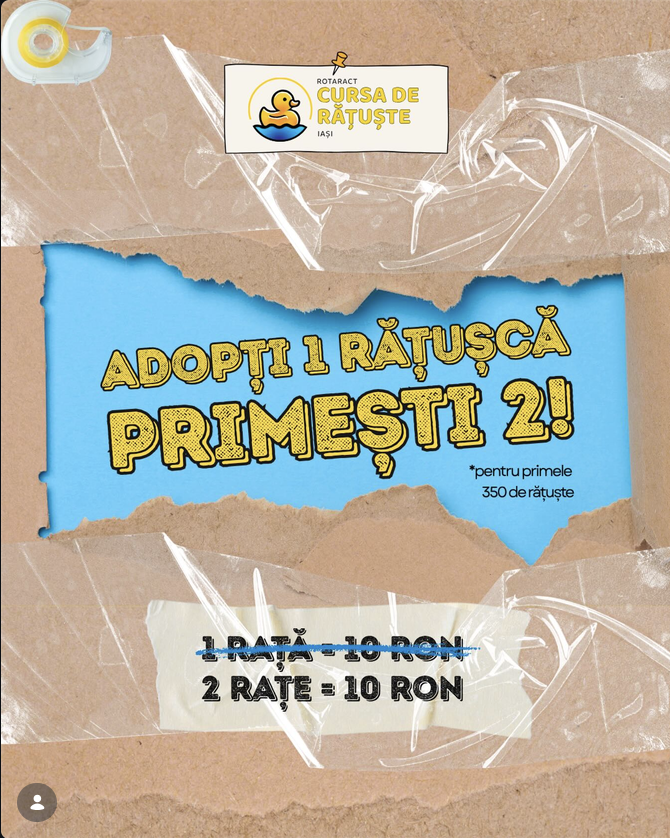 ROTARACT
CURSA DE
RĂȚUȘTE
IAȘI
ADOPȚI 1 RĂȚUȘCĂ
PRIMEȘTI 2!
*pentru primele
350 de rățuște
1 RAȚĂ = 10 RON
2 RAȚE = 10 RON